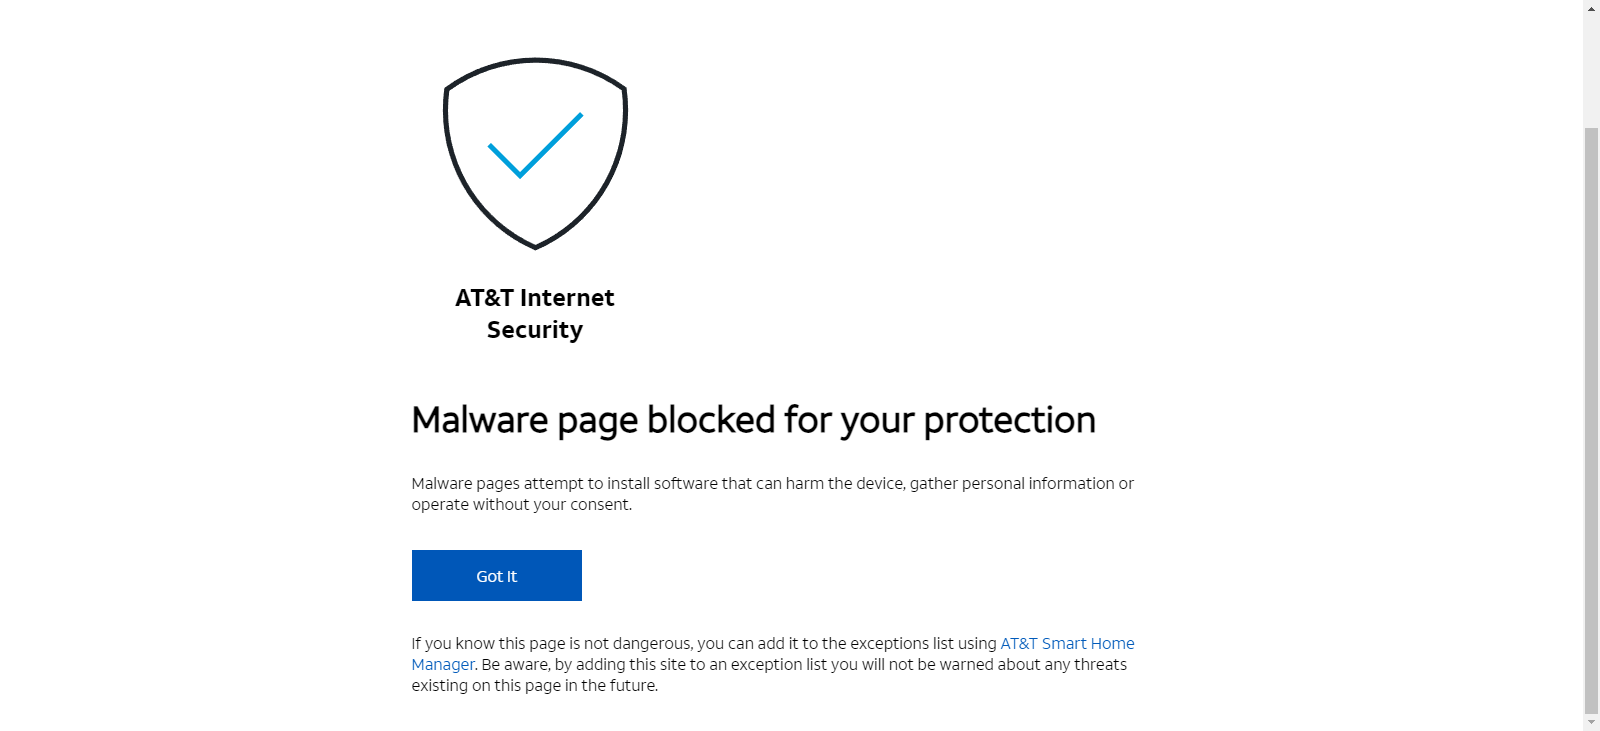 AT&T Internet
Security
Malware page blocked for your protection
Malware pages attempt to install software that can harm the device, gather personal information or
operate without your consent.
Got It
If you know this page is not dangerous, you can add it to the exceptions list using AT&T Smart Home
Manager. Be aware, by adding this site to an exception list you will not be warned about any threats
existing on this page in the future.